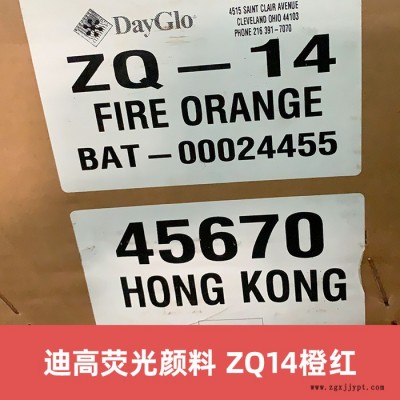 DayGlo
4515 SAINT CLAIR AVENUE
CLEVELAND OHIO 44103
PHONE 216 391-7070
ZQ — 14
FIRE ORANGE
BAT—00024455
45670
HONG KONG
迪高荧光颜料 ZQ14橙红
www.zgxjjypt.com